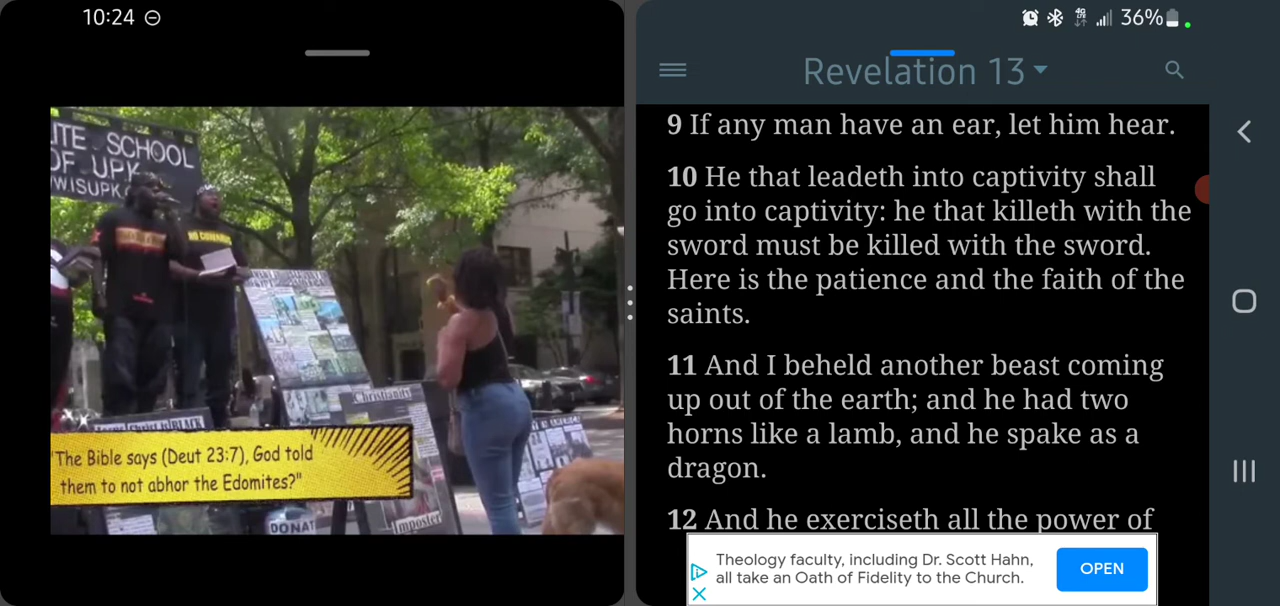 10:24
36%
Revelation 13
ITE SCHOOL
OF UPK
W.ISUPK
Christianity
"The Bible says (Deut 23:7), God told
them to not abhor the Edomites?"
DONAT
Imposter
9 If any man have an ear, let him hear.
10 He that leadeth into captivity shall
go into captivity: he that killeth with the
sword must be killed with the sword.
Here is the patience and the faith of the
saints.
11 And I beheld another beast coming
up out of the earth; and he had two
horns like a lamb, and he spake as a
dragon.
12 And he exerciseth all the power of
Theology faculty, including Dr. Scott Hahn,
all take an Oath of Fidelity to the Church.
OPEN